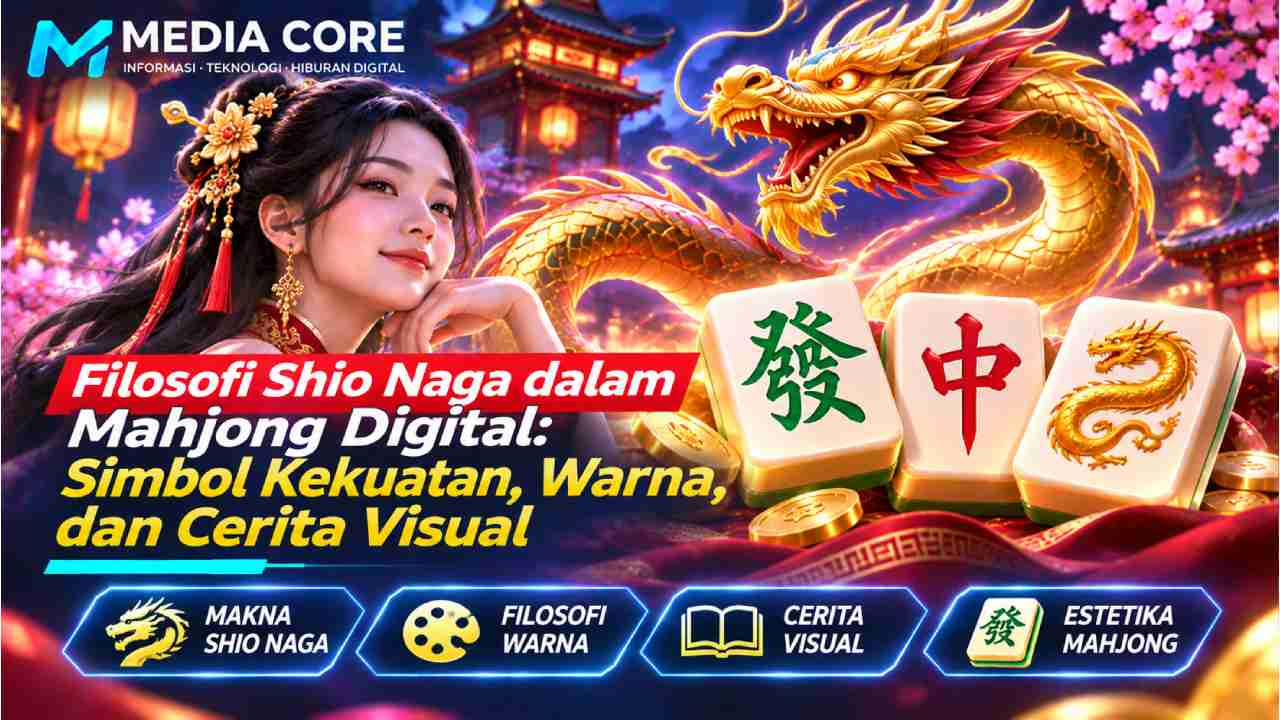 MEDIA CORE
INFORMASI · TEKNOLOGI · HIBURAN DIGITAL
發
中
Filosofi Shio Naga dalam
Mahjong Digital:
Simbol Kekuatan, Warna,
dan Cerita Visual
MAKNA
SHIO NAGA
FILOSOFI
WARNA
CERITA
VISUAL
發
ESTETIKA
MAHJONG